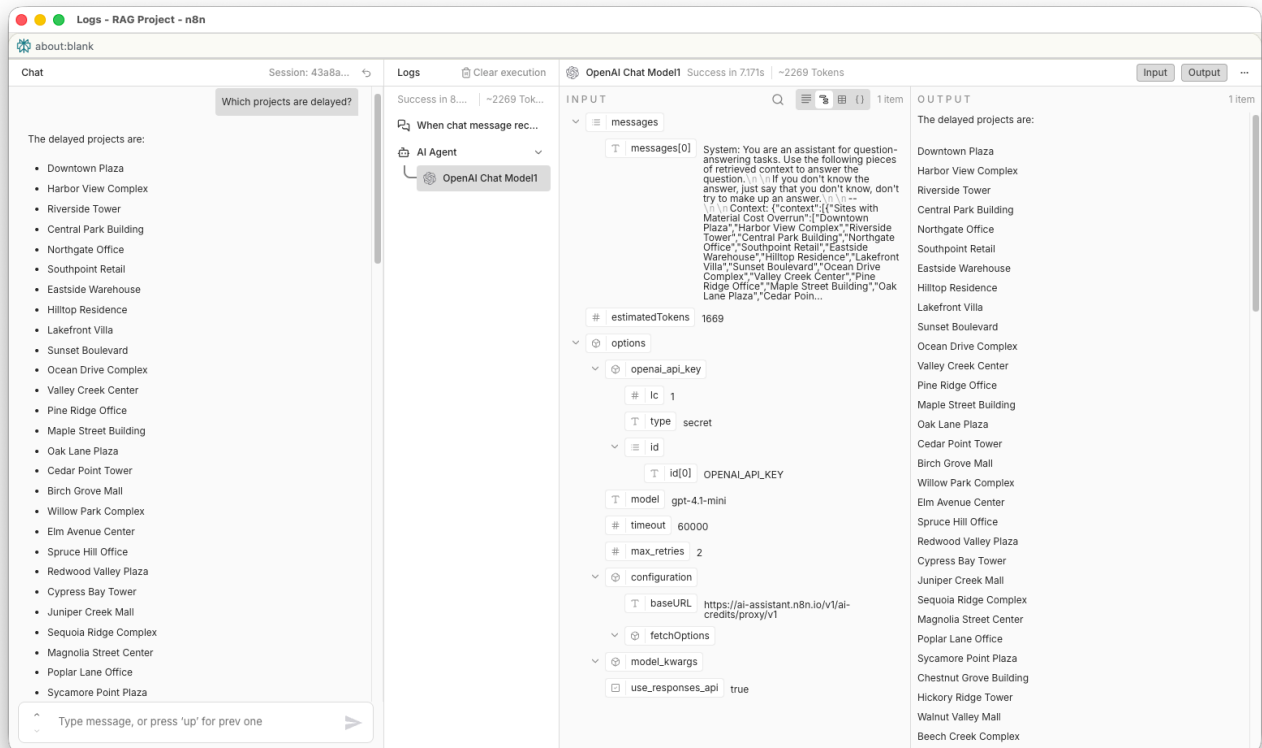 Logs - RAG Project - n8n
about:blank
Chat
Session: 43a8a...
Which projects are delayed?
The delayed projects are:
Downtown Plaza
Harbor View Complex
Riverside Tower
Central Park Building
Northgate Office
Southpoint Retail
Eastside Warehouse
Hilltop Residence
Lakefront Villa
Sunset Boulevard
Ocean Drive Complex
Valley Creek Center
Pine Ridge Office
Maple Street Building
Oak Lane Plaza
Cedar Point Tower
Birch Grove Mall
Willow Park Complex
Elm Avenue Center
Spruce Hill Office
Redwood Valley Plaza
Cypress Bay Tower
Juniper Creek Mall
Sequoia Ridge Complex
Magnolia Street Center
Poplar Lane Office
Sycamore Point Plaza
Type message, or press 'up' for prev one
Logs
Clear execution
Success in 8.... ~2269 Tok...
When chat message rec...
AI Agent
OpenAI Chat Model1
OpenAI Chat Model1 Success in 7.171s ~2269 Tokens
Input Output ...
INPUT
1 item
messages
T messages[0]
System: You are an assistant for question-
answering tasks. Use the following pieces
of retrieved context to answer the
question.\n\nIf you don't know the
answer, just say that you don't know, don't
try to make up an answer.\n\n--
\n\nContext: {"context":[{"Sites with
Material Cost Overrun":["Downtown
Plaza","Harbor View Complex","Riverside
Tower","Central Park Building","Northgate
Office","Southpoint Retail","Eastside
Warehouse","Hilltop Residence","Lakefront
Villa","Sunset Boulevard","Ocean Drive
Complex","Valley Creek Center","Pine
Ridge Office","Maple Street Building","Oak
Lane Plaza","Cedar Poin...
# estimatedTokens 1669
options
openai_api_key
# lc 1
T type secret
id
T id[0] OPENAI_API_KEY
T model gpt-4.1-mini
# timeout 60000
# max_retries 2
configuration
T baseURL https://ai-assistant.n8n.io/v1/ai-
credits/proxy/v1
fetchOptions
model_kwargs
use_responses_api true
OUTPUT
1 item
The delayed projects are:
Downtown Plaza
Harbor View Complex
Riverside Tower
Central Park Building
Northgate Office
Southpoint Retail
Eastside Warehouse
Hilltop Residence
Lakefront Villa
Sunset Boulevard
Ocean Drive Complex
Valley Creek Center
Pine Ridge Office
Maple Street Building
Oak Lane Plaza
Cedar Point Tower
Birch Grove Mall
Willow Park Complex
Elm Avenue Center
Spruce Hill Office
Redwood Valley Plaza
Cypress Bay Tower
Juniper Creek Mall
Sequoia Ridge Complex
Magnolia Street Center
Poplar Lane Office
Sycamore Point Plaza
Chestnut Grove Building
Hickory Ridge Tower
Walnut Valley Mall
Beech Creek Complex